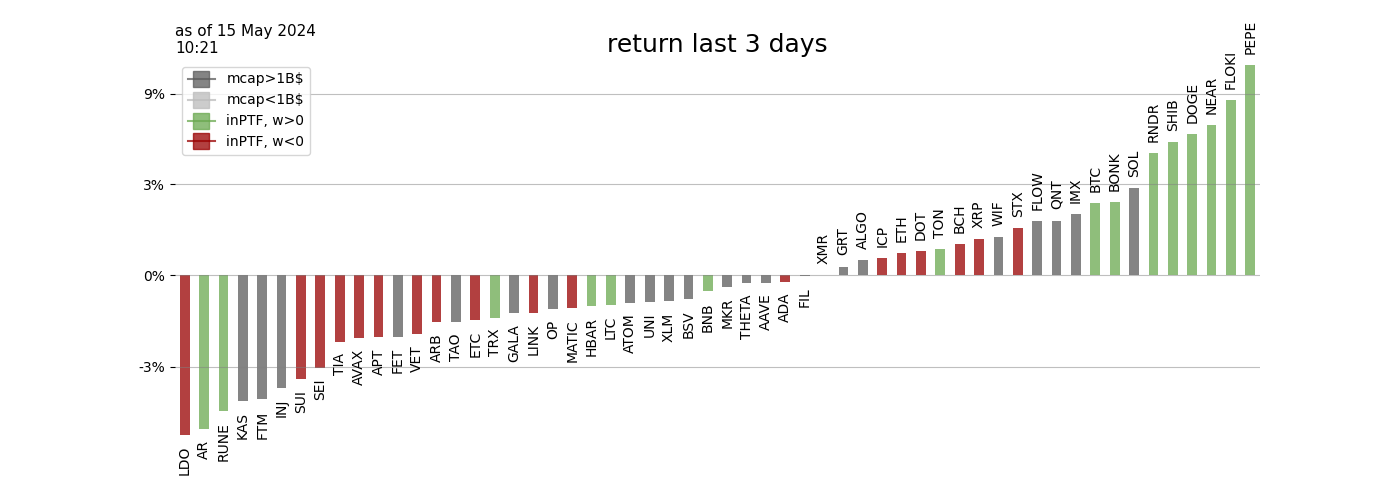 as of 15 May 2024
10:21
return last 3 days
mcap>1B$
mcap<1B$
inPTF, w>0
inPTF, w<0
9%
3%
0%
-3%
LDO
AR
RUNE
KAS
FTM
INJ
SUI
SEI
TIA
AVAX
APT
FET
VET
ARB
TAO
ETC
TRX
GALA
LINK
OP
MATIC
HBAR
LTC
ATOM
UNI
XLM
BSV
BNB
MKR
THETA
AAVE
ADA
FIL
XMR
GRT
ALGO
ICP
ETH
DOT
TON
BCH
XRP
WIF
STX
FLOW
QNT
IMX
BTC
BONK
SOL
RNDR
SHIB
DOGE
NEAR
FLOKI
PEPE